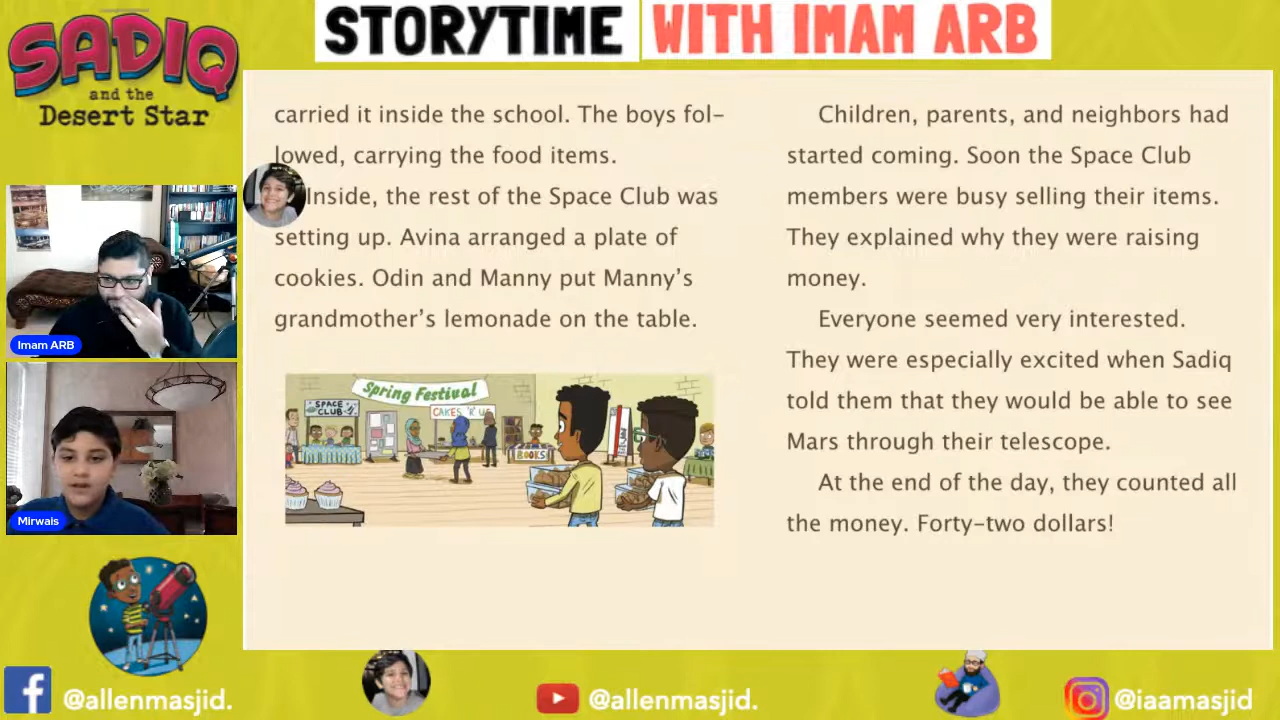 SADIQ
and the
Desert Star
STORYTIME WITH IMAM ARB
carried it inside the school. The boys fol-
lowed, carrying the food items.
Inside, the rest of the Space Club was
setting up. Avina arranged a plate of
cookies. Odin and Manny put Manny's
grandmother's lemonade on the table.
Spring Festival
SPACE
CLUB
CAKES 'R' US
BOOKS
Children, parents, and neighbors had
started coming. Soon the Space Club
members were busy selling their items.
They explained why they were raising
money.
Everyone seemed very interested.
They were especially excited when Sadiq
told them that they would be able to see
Mars through their telescope.
At the end of the day, they counted all
the money. Forty-two dollars!
Imam ARB
Mirwais
@allenmasjid.
@allenmasjid.
@iaamasjid